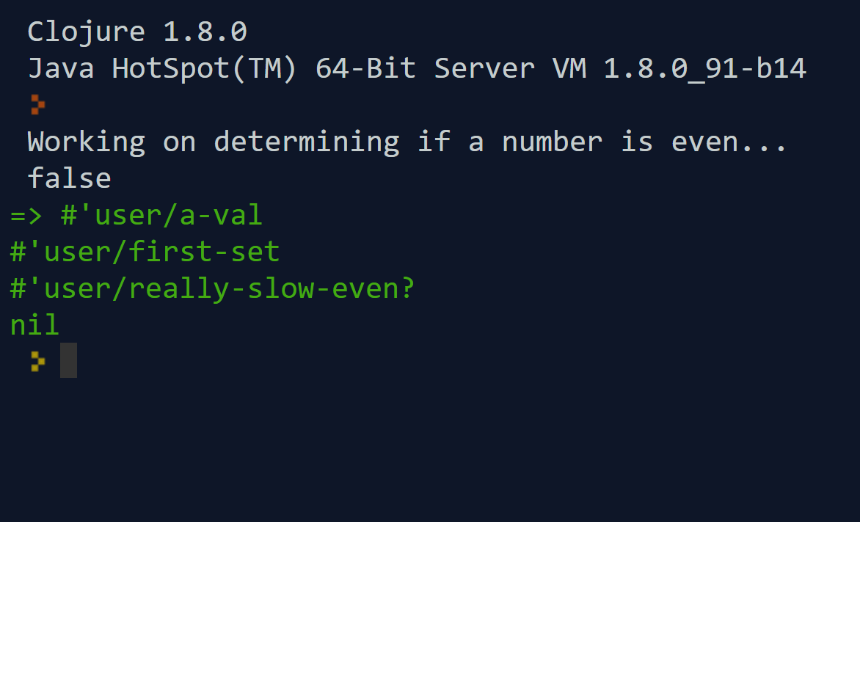 Clojure 1.8.0
Java HotSpot(TM) 64-Bit Server VM 1.8.0_91-b14
>
Working on determining if a number is even...
false
=> #'user/a-val
#'user/first-set
#'user/really-slow-even?
nil
>